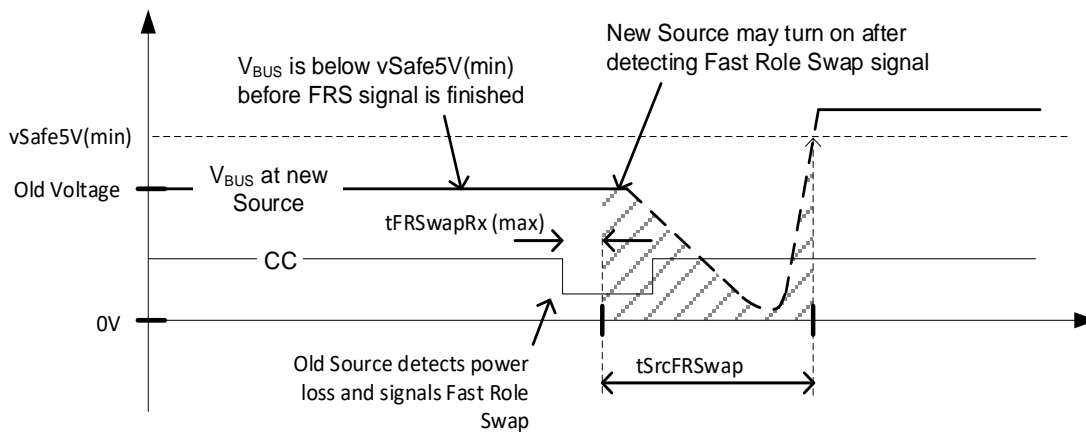 New Source may turn on after
detecting Fast Role Swap signal
VBUS is below vSafe5V(min)
before FRS signal is finished
vSafe5V(min)
Old Voltage
VBUS at new
Source
tFRSwapRx (max)
CC
0V
Old Source detects power
loss and signals Fast Role
Swap
tSrcFRSwap